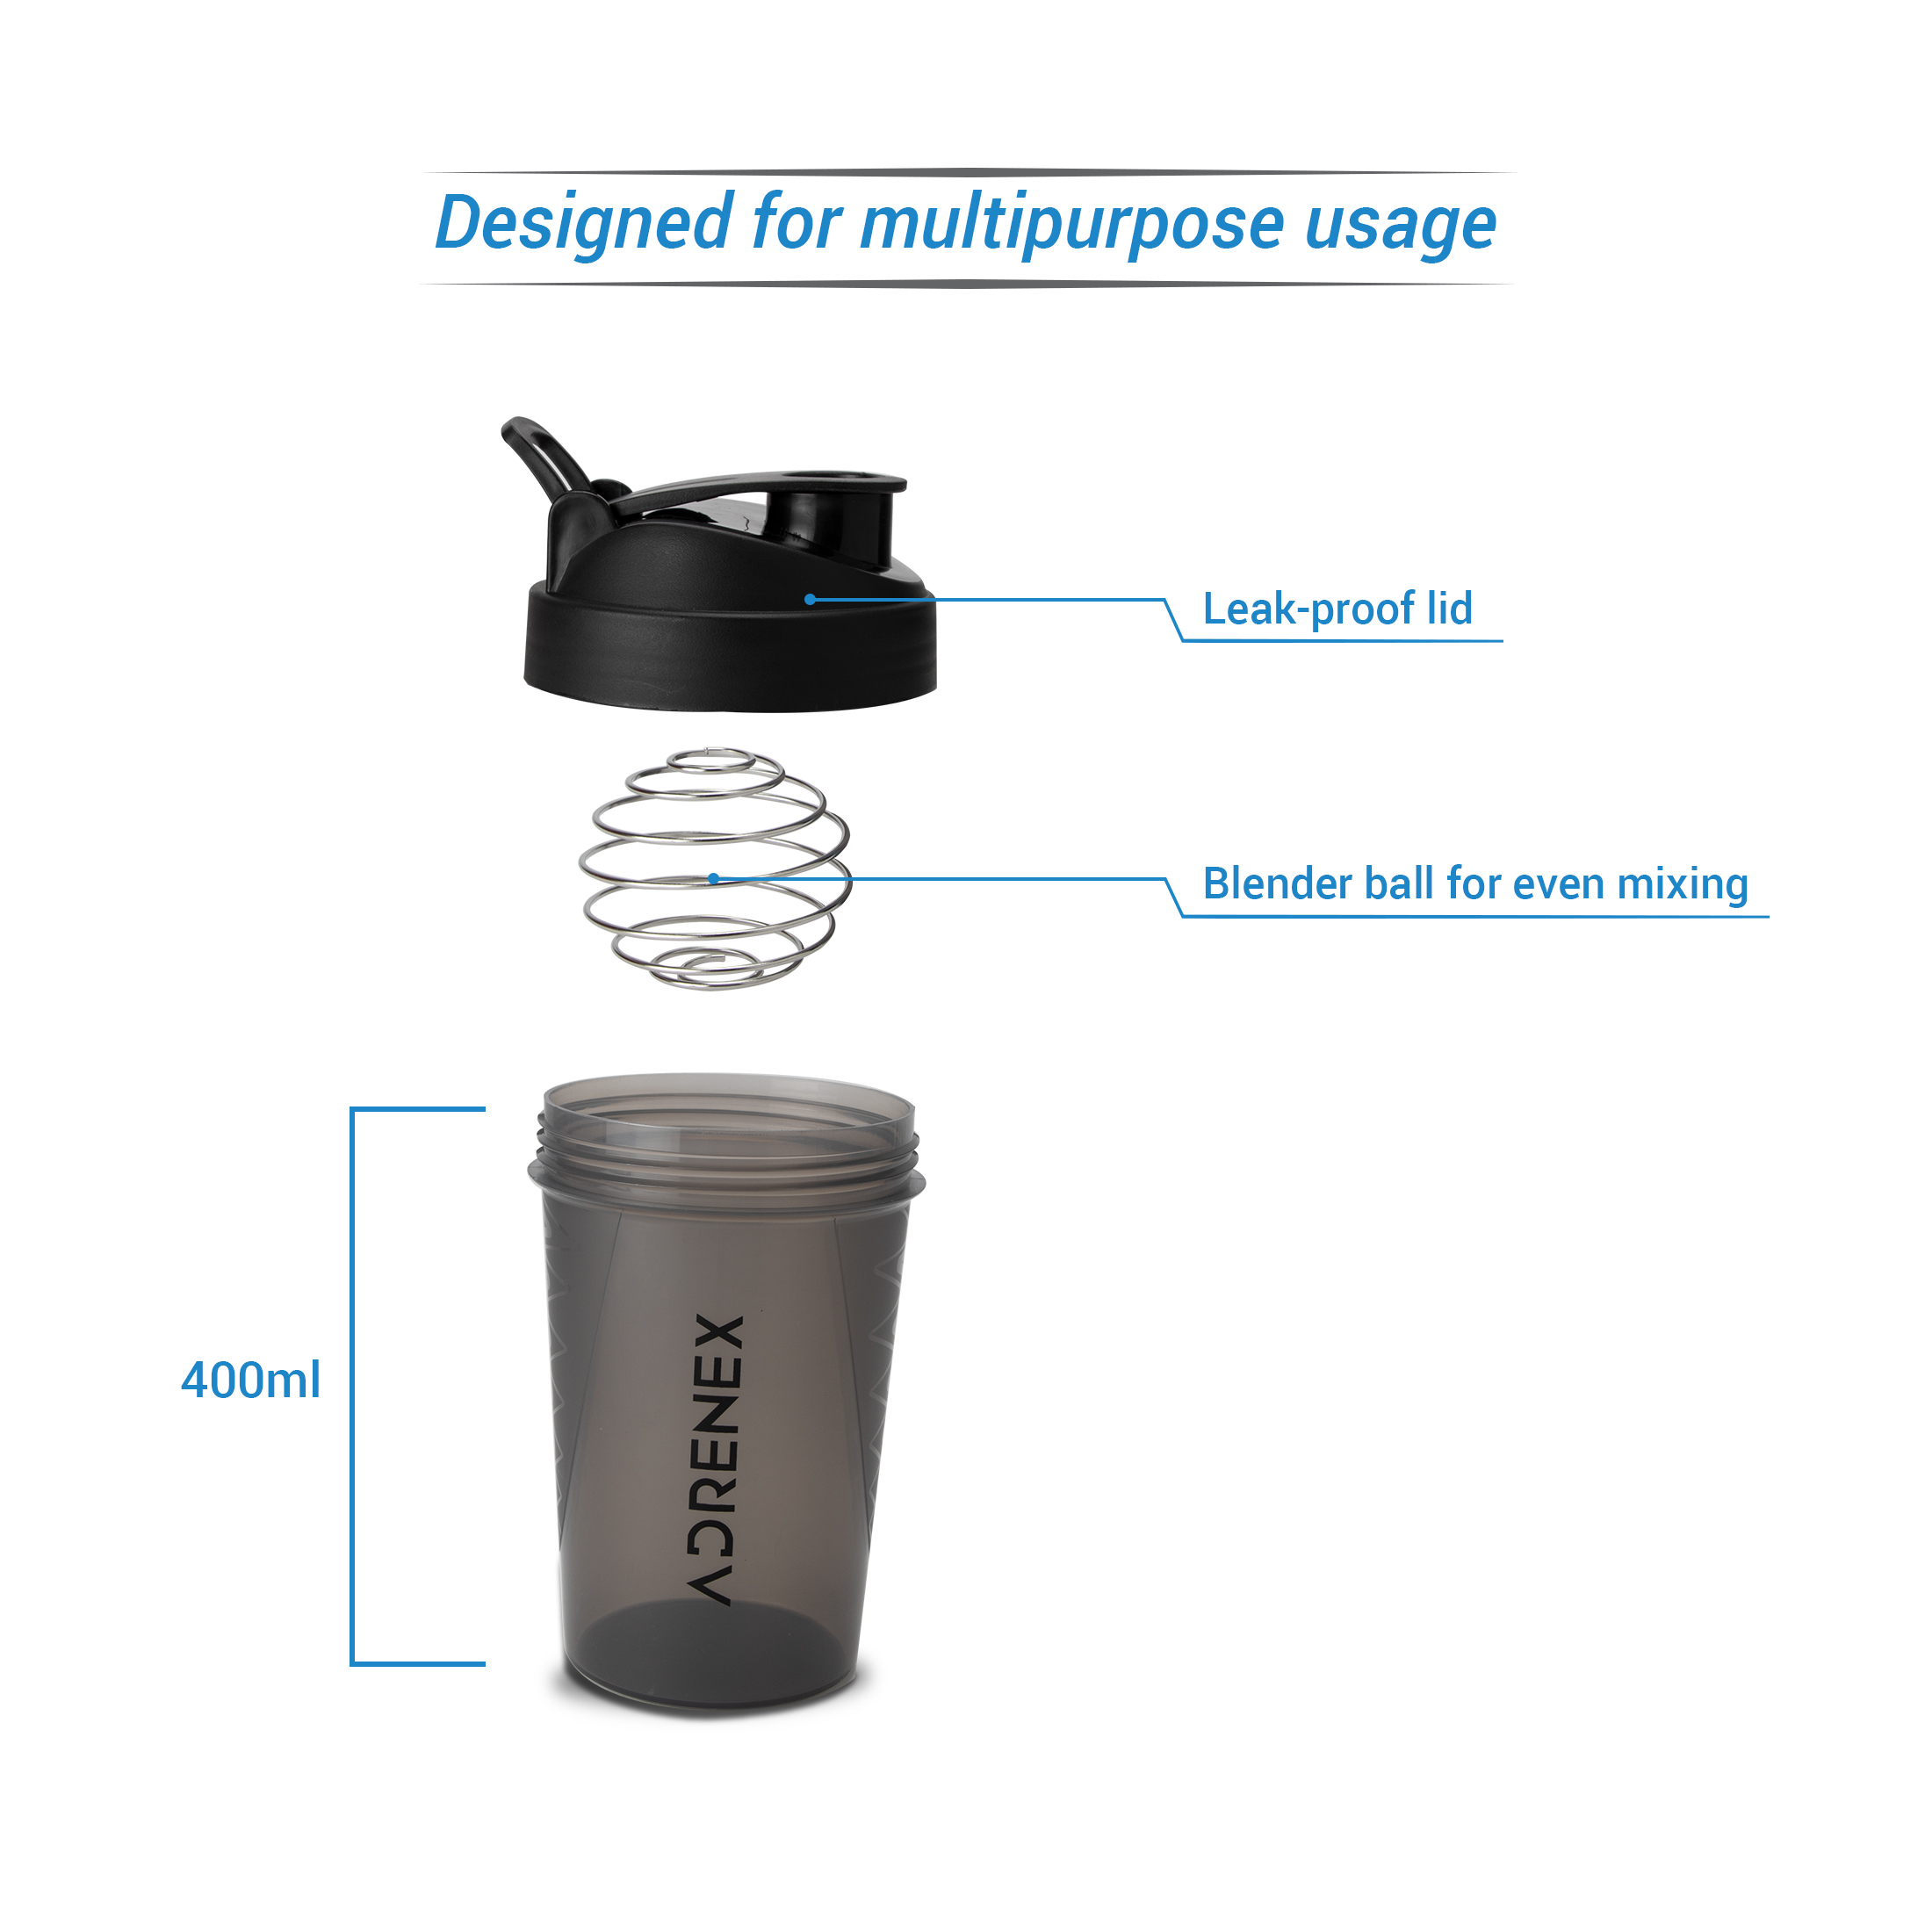 Designed for multipurpose usage
Leak-proof lid
Blender ball for even mixing
400ml
ADRENEX